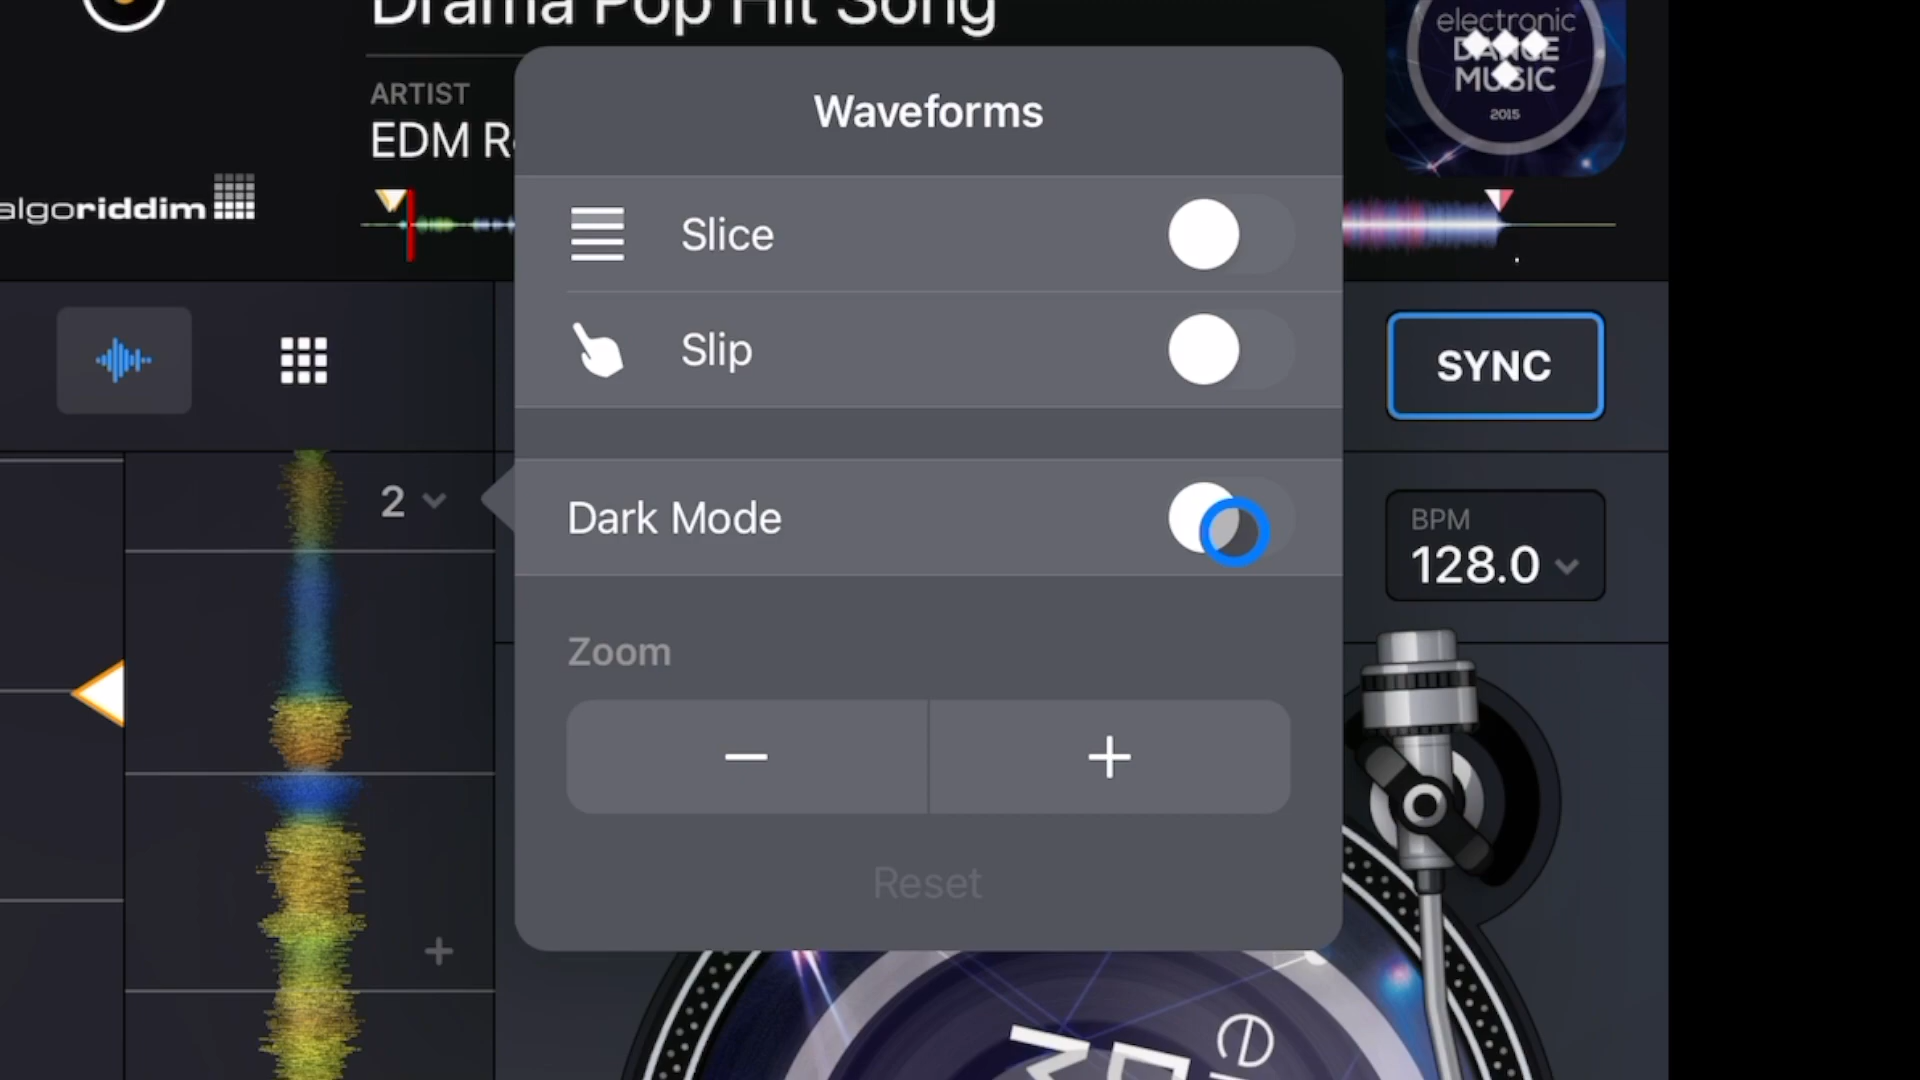 Drama Pop Hit Song
ARTIST
EDM R
algoriddim
electronic
DANCE
MUSIC
2015
Waveforms
Slice
Slip
SYNC
2
Dark Mode
BPM
128.0
Zoom
Reset